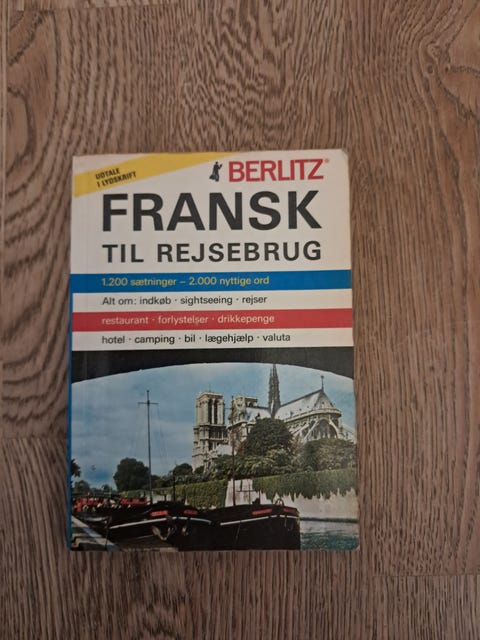 UDTALE
I LYDSKRIFT
BERLITZ®
FRANSK
TIL REJSEBRUG
1.200 sætninger – 2.000 nyttige ord
Alt om: indkøb · sightseeing · rejser
restaurant · forlystelser · drikkepenge
hotel · camping · bil · lægehjælp · valuta